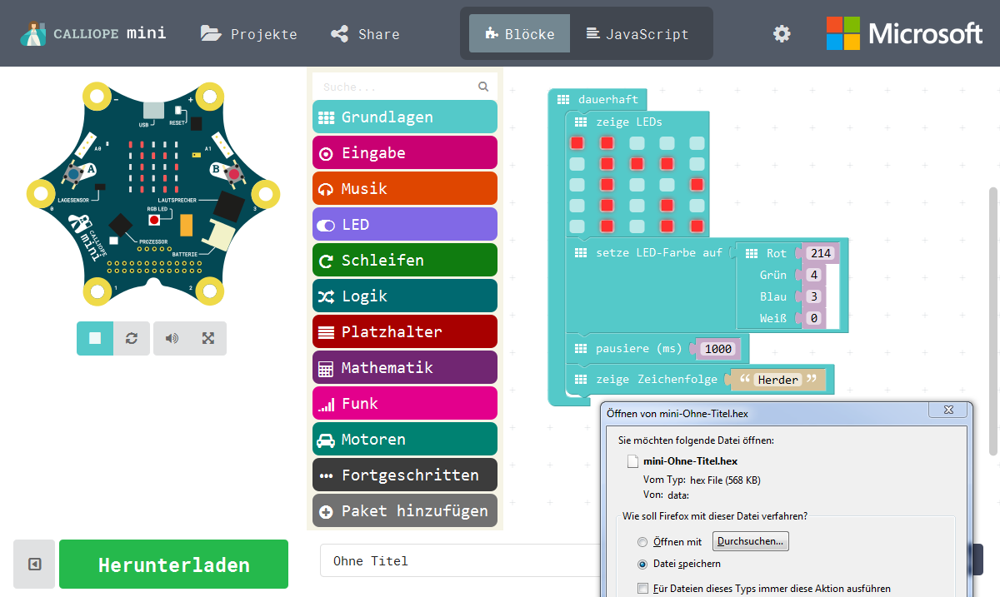 CALLIOPE mini
Projekte
Share
Blöcke
JavaScript
Microsoft
USB
RESET
A0
A1
A
B
LAGESENSOR
LAUTSPRECHER
RGB LED
0
3
CALLIOPE
mini
PROZESSOR
BATTERIE
1
2
Suche...
Grundlagen
Eingabe
Musik
LED
Schleifen
Logik
Platzhalter
Mathematik
Funk
Motoren
Fortgeschritten
Paket hinzufügen
dauerhaft
zeige LEDs
setze LED-Farbe auf Rot 214
Grün 4
Blau 3
Weiß 0
pausiere (ms) 1000
zeige Zeichenfolge “ Herder ”
Herunterladen
Ohne Titel
Öffnen von mini-Ohne-Titel.hex
Sie möchten folgende Datei öffnen:
mini-Ohne-Titel.hex
Vom Typ: hex File (568 KB)
Von: data:
Wie soll Firefox mit dieser Datei verfahren?
Öffnen mit Durchsuchen...
Datei speichern
Für Dateien dieses Typs immer diese Aktion ausführen